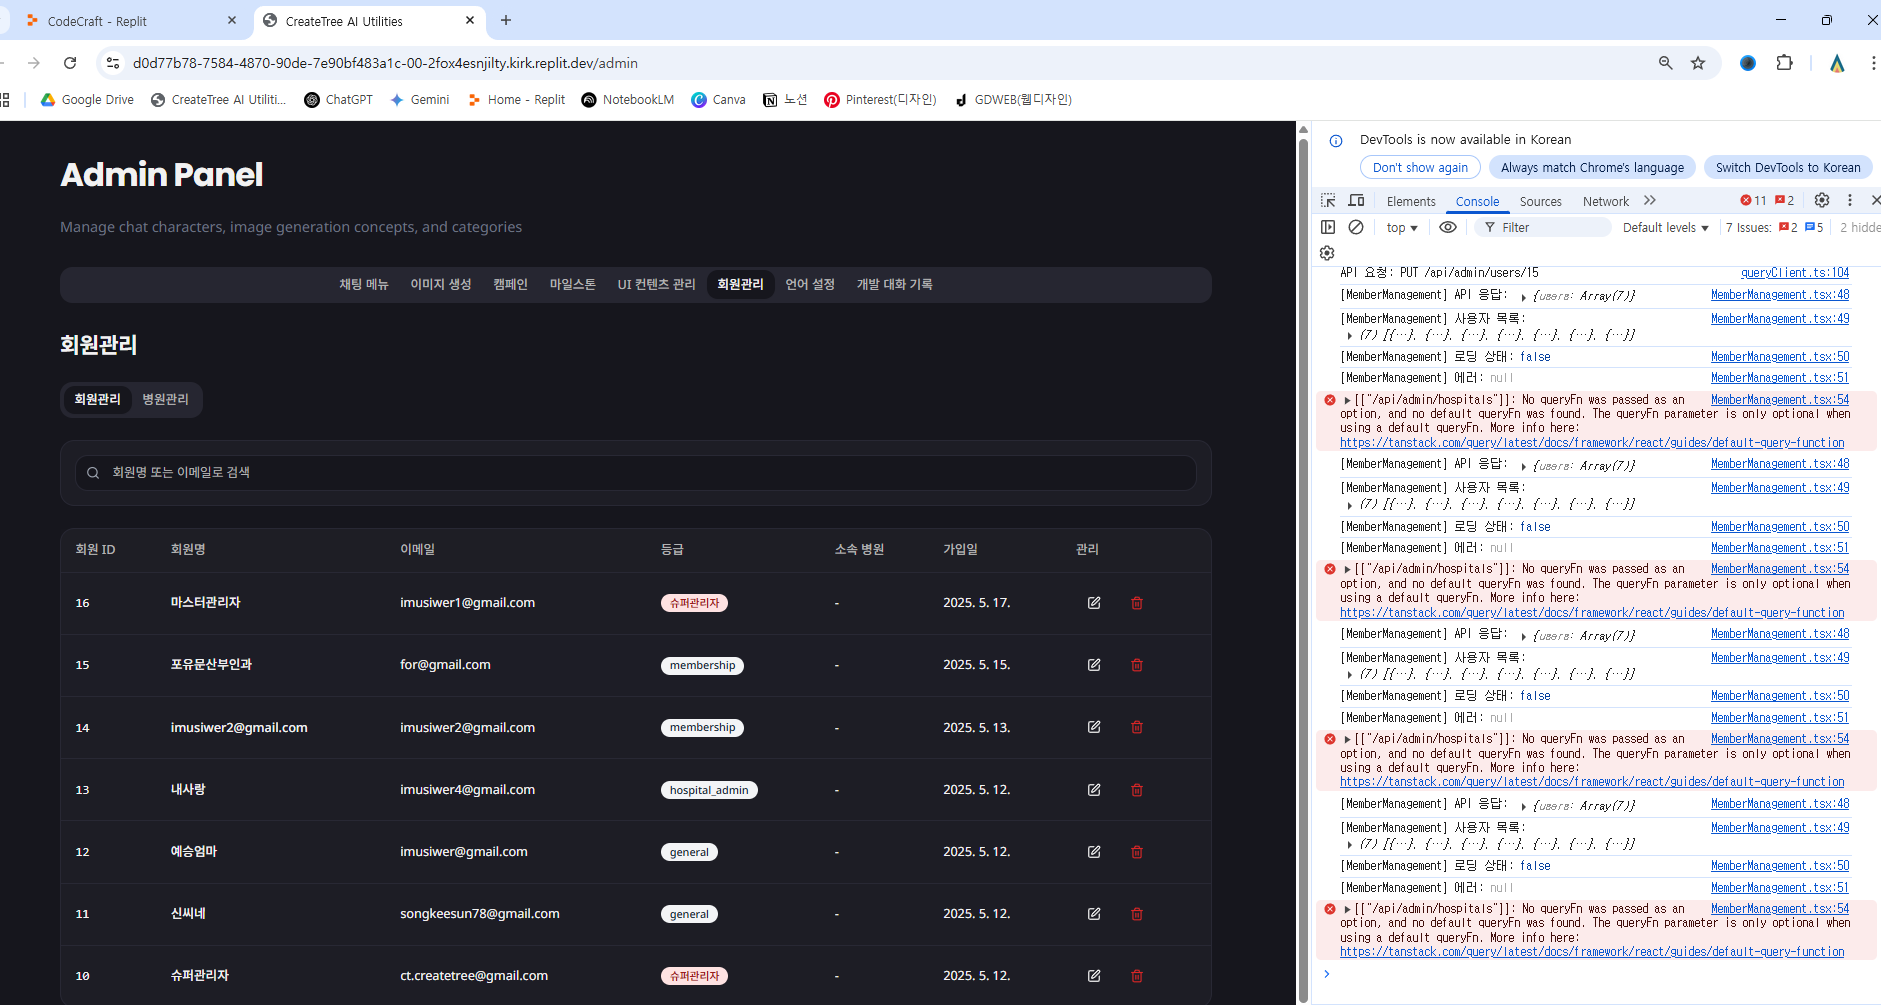 CodeCraft - Replit
CreateTree AI Utilities
d0d77b78-7584-4870-90de-7e90bf483a1c-00-2fox4esnjilty.kirk.replit.dev/admin
Google Drive
CreateTree AI Utiliti...
ChatGPT
Gemini
Home - Replit
NotebookLM
Canva
노션
Pinterest(디자인)
GDWEB(웹디자인)
Admin Panel
Manage chat characters, image generation concepts, and categories
채팅 메뉴 이미지 생성 캠페인 마일스톤 UI 컨텐츠 관리 회원관리 언어 설정 개발 대화 기록
회원관리
회원관리 병원관리
회원명 또는 이메일로 검색
회원 ID 회원명 이메일 등급 소속 병원 가입일 관리
16 마스터관리자 imusiwer1@gmail.com 슈퍼관리자 - 2025. 5. 17.
15 포유문산부인과 for@gmail.com membership - 2025. 5. 15.
14 imusiwer2@gmail.com imusiwer2@gmail.com membership - 2025. 5. 13.
13 내사랑 imusiwer4@gmail.com hospital_admin - 2025. 5. 12.
12 예승엄마 imusiwer@gmail.com general - 2025. 5. 12.
11 신씨네 songkeesun78@gmail.com general - 2025. 5. 12.
10 슈퍼관리자 ct.createtree@gmail.com 슈퍼관리자 - 2025. 5. 12.
DevTools is now available in Korean
Don't show again Always match Chrome's language Switch DevTools to Korean
Elements Console Sources Network 11 2
top Filter Default levels 7 Issues: 2 5 2 hidde
API 요청: PUT /api/admin/users/15 queryClient.ts:104
[MemberManagement] API 응답: {users: Array(7)} MemberManagement.tsx:48
[MemberManagement] 사용자 목록: MemberManagement.tsx:49
(7) [{…}, {…}, {…}, {…}, {…}, {…}, {…}]
[MemberManagement] 로딩 상태: false MemberManagement.tsx:50
[MemberManagement] 에러: null MemberManagement.tsx:51
[["/api/admin/hospitals"]]: No queryFn was passed as an MemberManagement.tsx:54
option, and no default queryFn was found. The queryFn parameter is only optional when
using a default queryFn. More info here:
https://tanstack.com/query/latest/docs/framework/react/guides/default-query-function
[MemberManagement] API 응답: {users: Array(7)} MemberManagement.tsx:48
[MemberManagement] 사용자 목록: MemberManagement.tsx:49
(7) [{…}, {…}, {…}, {…}, {…}, {…}, {…}]
[MemberManagement] 로딩 상태: false MemberManagement.tsx:50
[MemberManagement] 에러: null MemberManagement.tsx:51
[["/api/admin/hospitals"]]: No queryFn was passed as an MemberManagement.tsx:54
option, and no default queryFn was found. The queryFn parameter is only optional when
using a default queryFn. More info here:
https://tanstack.com/query/latest/docs/framework/react/guides/default-query-function
[MemberManagement] API 응답: {users: Array(7)} MemberManagement.tsx:48
[MemberManagement] 사용자 목록: MemberManagement.tsx:49
(7) [{…}, {…}, {…}, {…}, {…}, {…}, {…}]
[MemberManagement] 로딩 상태: false MemberManagement.tsx:50
[MemberManagement] 에러: null MemberManagement.tsx:51
[["/api/admin/hospitals"]]: No queryFn was passed as an MemberManagement.tsx:54
option, and no default queryFn was found. The queryFn parameter is only optional when
using a default queryFn. More info here:
https://tanstack.com/query/latest/docs/framework/react/guides/default-query-function
[MemberManagement] API 응답: {users: Array(7)} MemberManagement.tsx:48
[MemberManagement] 사용자 목록: MemberManagement.tsx:49
(7) [{…}, {…}, {…}, {…}, {…}, {…}, {…}]
[MemberManagement] 로딩 상태: false MemberManagement.tsx:50
[MemberManagement] 에러: null MemberManagement.tsx:51
[["/api/admin/hospitals"]]: No queryFn was passed as an MemberManagement.tsx:54
option, and no default queryFn was found. The queryFn parameter is only optional when
using a default queryFn. More info here:
https://tanstack.com/query/latest/docs/framework/react/guides/default-query-function